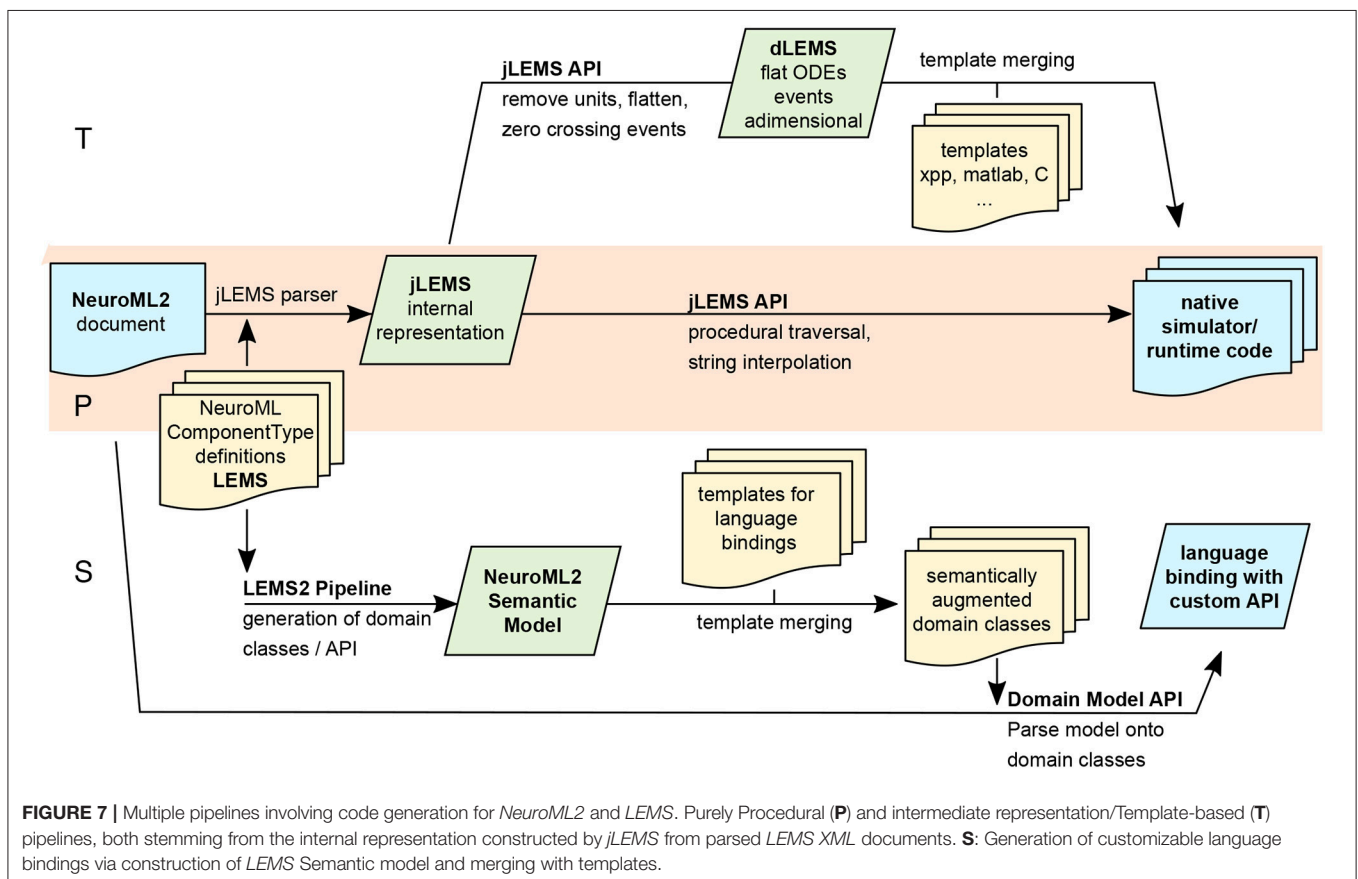 T
jLEMS API
remove units, flatten,
zero crossing events
dLEMS
flat ODEs
events
adimensional
template merging
templates
xpp, matlab, C
...
NeuroML2
document
jLEMS parser
jLEMS
internal
representation
jLEMS API
procedural traversal,
string interpolation
native
simulator/
runtime code
P
NeuroML
ComponentType
definitions
LEMS
S
LEMS2 Pipeline
generation of domain
classes / API
NeuroML2
Semantic
Model
templates for
language
bindings
template merging
semantically
augmented
domain classes
language
binding with
custom API
Domain Model API
Parse model onto
domain classes
FIGURE 7 | Multiple pipelines involving code generation for NeuroML2 and LEMS. Purely Procedural (P) and intermediate representation/Template-based (T)
pipelines, both stemming from the internal representation constructed by jLEMS from parsed LEMS XML documents. S: Generation of customizable language
bindings via construction of LEMS Semantic model and merging with templates.